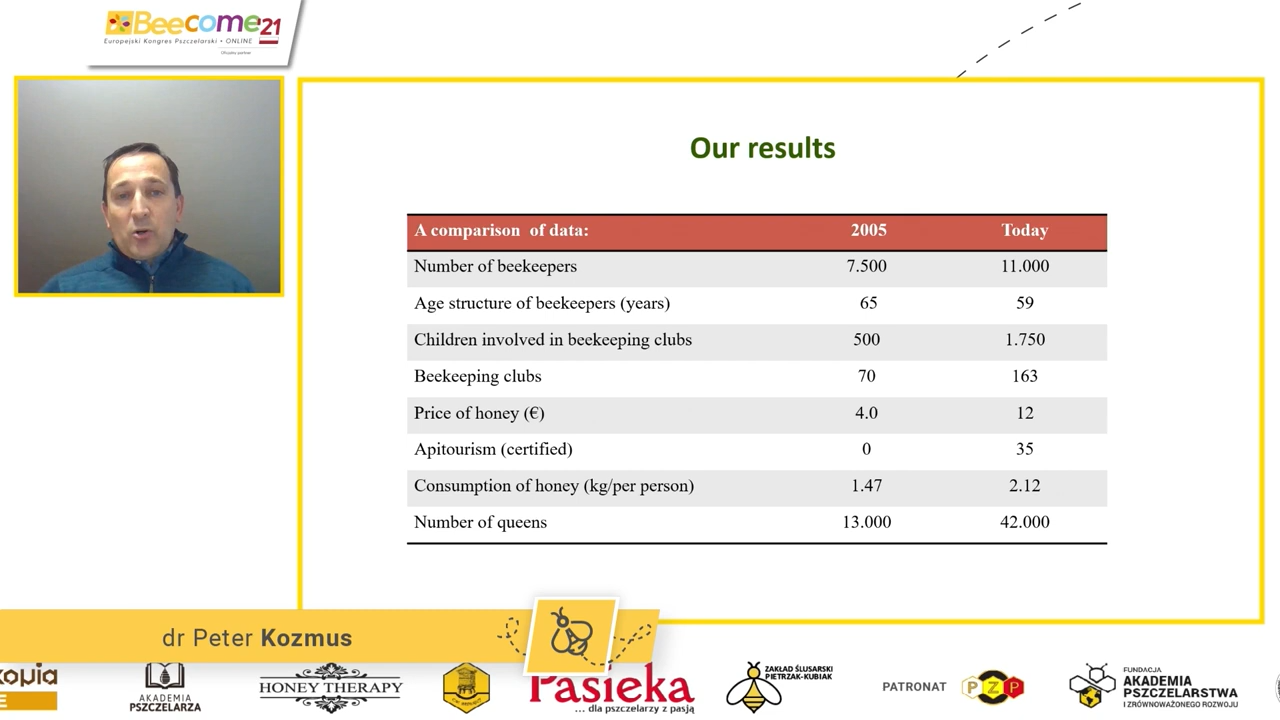 Beecome'21
Europejski Kongres Pszczelarski • ONLINE
Oficjalny partner
Our results
A comparison of data: 2005 Today
Number of beekeepers 7.500 11.000
Age structure of beekeepers (years) 65 59
Children involved in beekeeping clubs 500 1.750
Beekeeping clubs 70 163
Price of honey (€) 4.0 12
Apitourism (certified) 0 35
Consumption of honey (kg/per person) 1.47 2.12
Number of queens 13.000 42.000
dr Peter Kozmus
AKADEMIA
PSZCZELARZA
HONEY THERAPY
Pasieka
... dla pszczelarzy z pasją
ZAKŁAD ŚLUSARSKI
PIETRZAK-KUBIAK
PATRONAT
PZP
FUNDACJA
AKADEMIA
PSZCZELARSTWA
I ZRÓWNOWAŻONEGO ROZWOJU